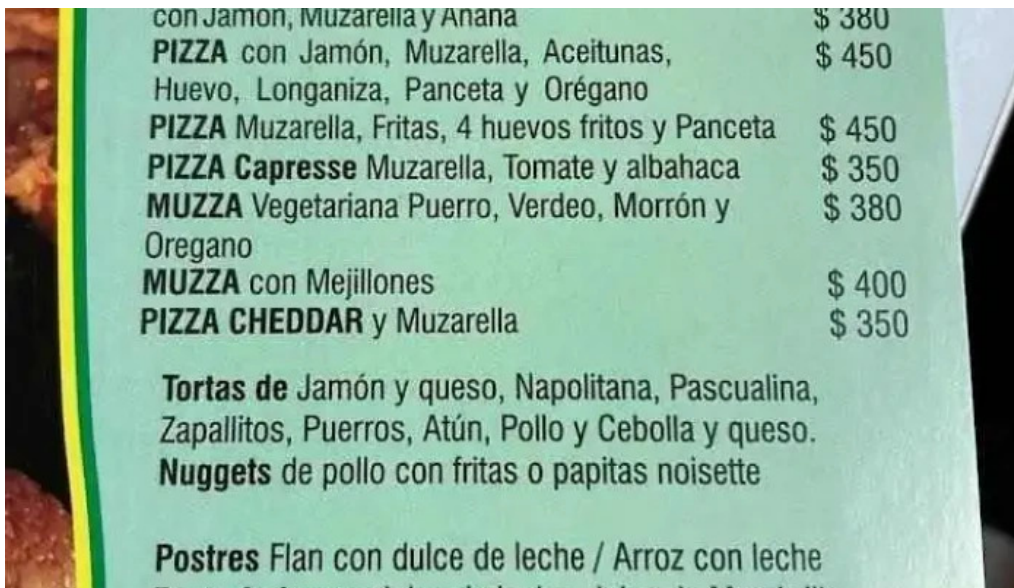 con Jamón, Muzarella y Ananá $ 380
PIZZA con Jamón, Muzarella, Aceitunas, $ 450
Huevo, Longaniza, Panceta y Orégano
PIZZA Muzarella, Fritas, 4 huevos fritos y Panceta $ 450
PIZZA Capresse Muzarella, Tomate y albahaca $ 350
MUZZA Vegetariana Puerro, Verdeo, Morrón y $ 380
Oregano
MUZZA con Mejillones $ 400
PIZZA CHEDDAR y Muzarella $ 350
Tortas de Jamón y queso, Napolitana, Pascualina,
Zapallitos, Puerros, Atún, Pollo y Cebolla y queso.
Nuggets de pollo con fritas o papitas noisette
Postres Flan con dulce de leche / Arroz con leche